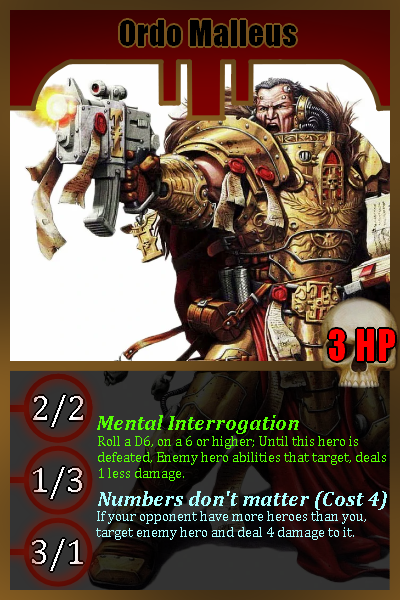 Ordo Malleus
3 HP
2/2
1/3
3/1
Mental Interrogation
Roll a D6, on a 6 or higher; Until this hero is
defeated, Enemy hero abilities that target, deals
1 less damage.
Numbers don't matter (Cost 4)
If your opponent have more heroes than you,
target enemy hero and deal 4 damage to it.